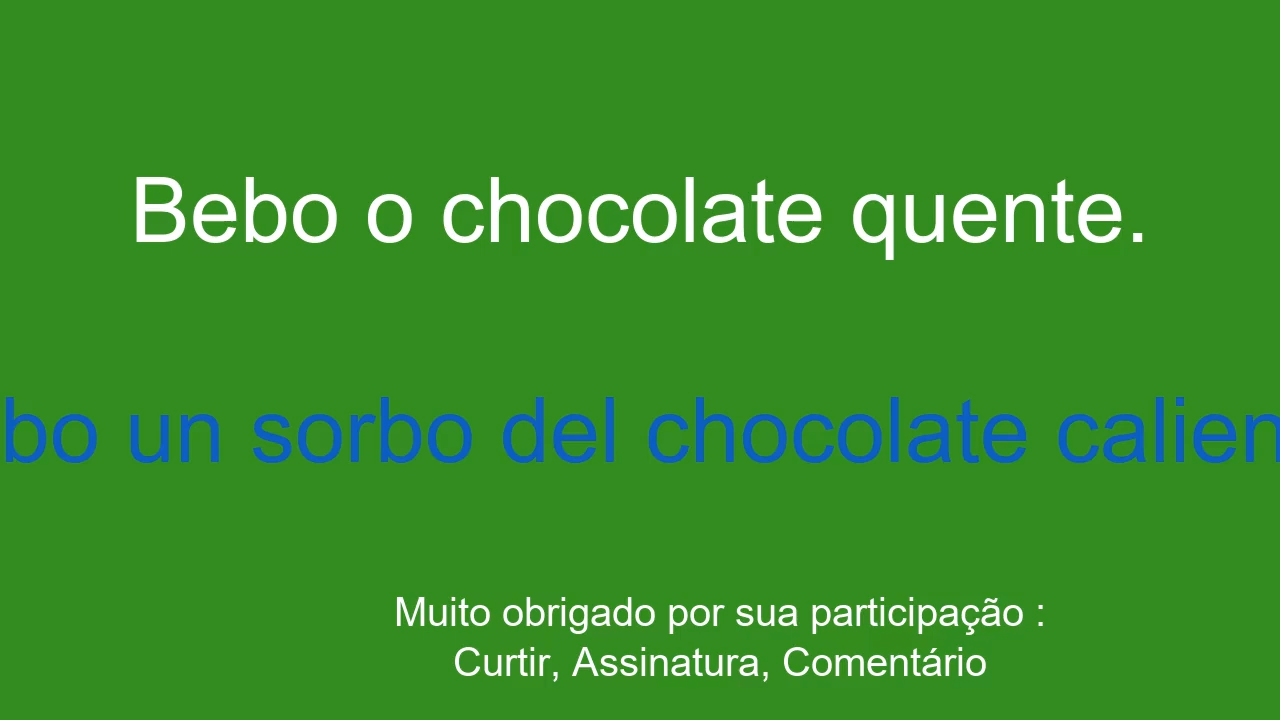 Bebo o chocolate quente.
bo un sorbo del chocolate calien
Muito obrigado por sua participação :
Curtir, Assinatura, Comentário